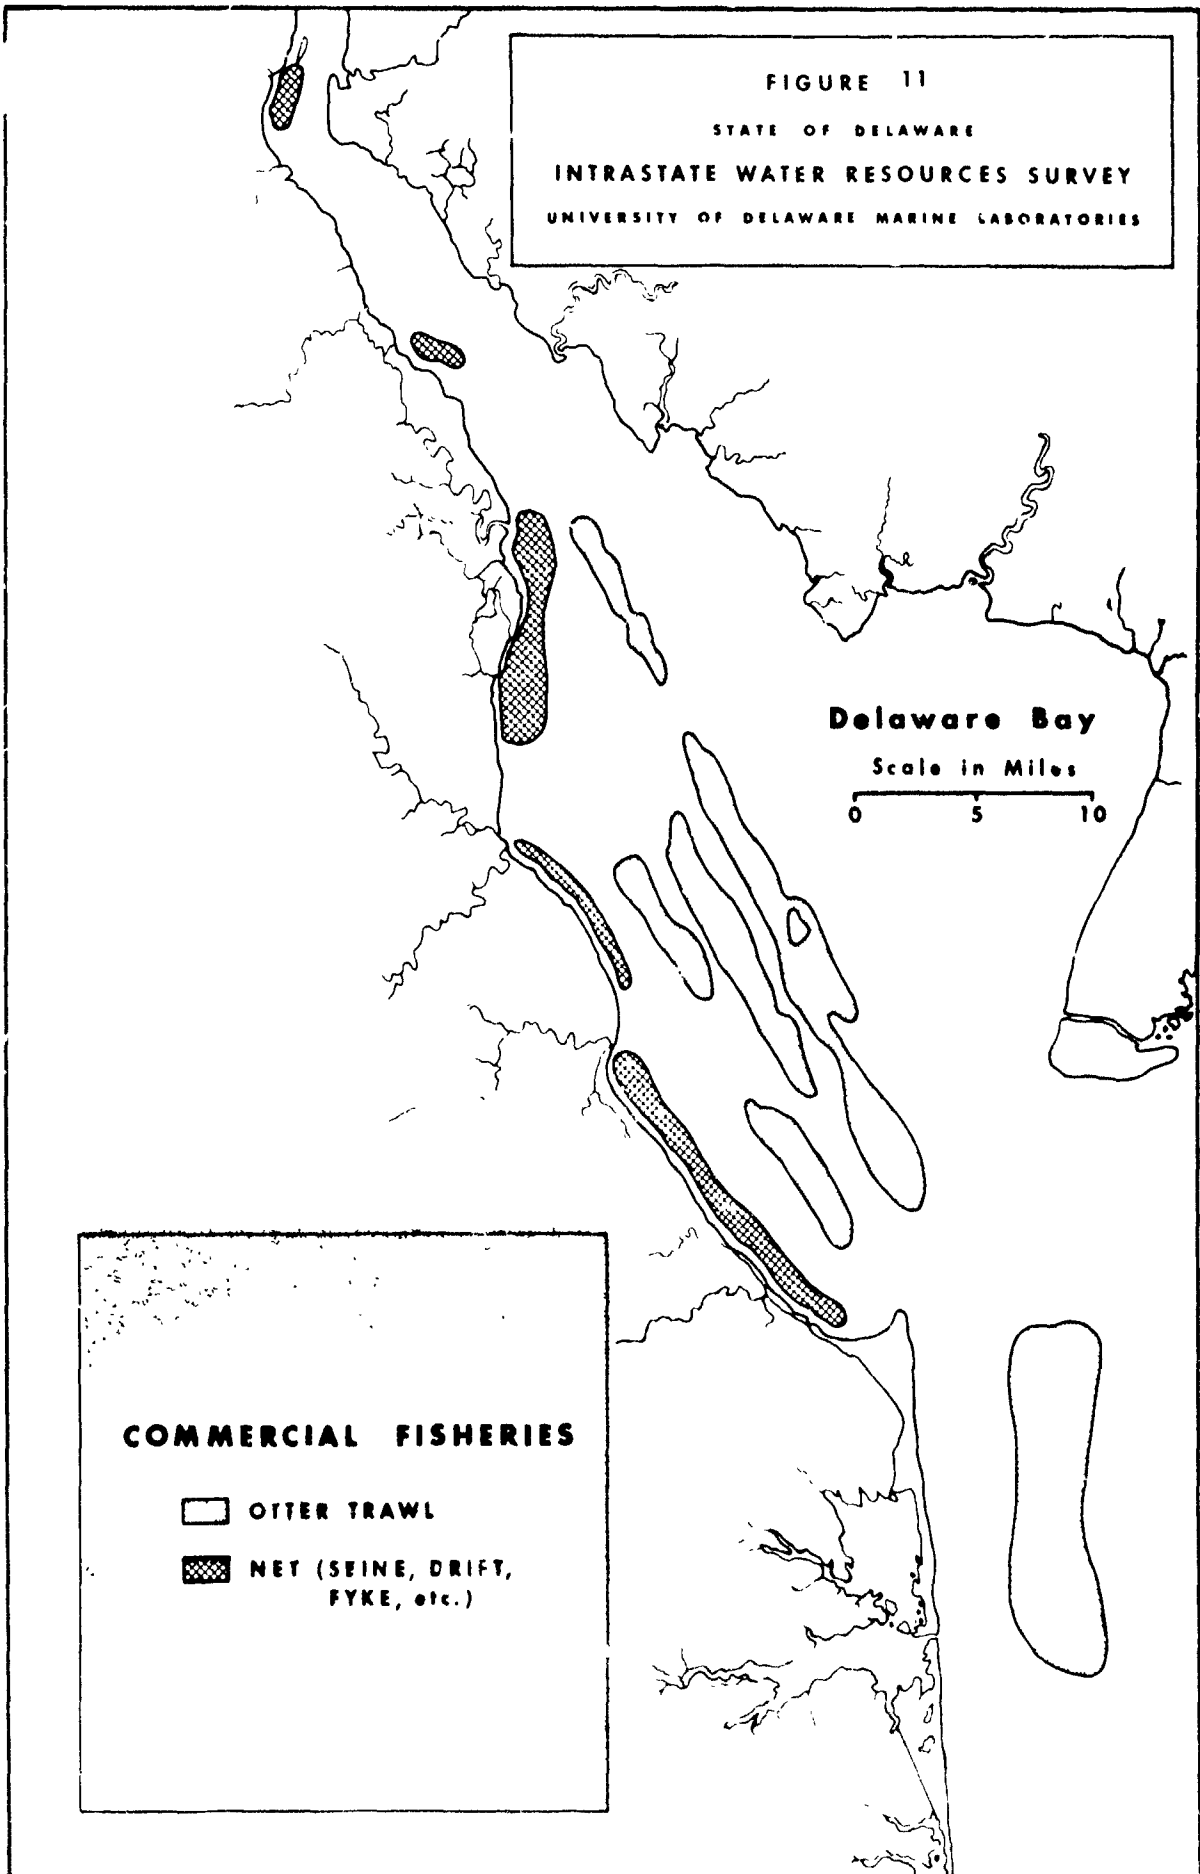 FIGURE 11
STATE OF DELAWARE
INTRASTATE WATER RESOURCES SURVEY
UNIVERSITY OF DELAWARE MARINE LABORATORIES
Delaware Bay
Scale in Miles
0 5 10
COMMERCIAL FISHERIES
OTTER TRAWL
NET (SEINE, DRIFT,
FYKE, etc.)